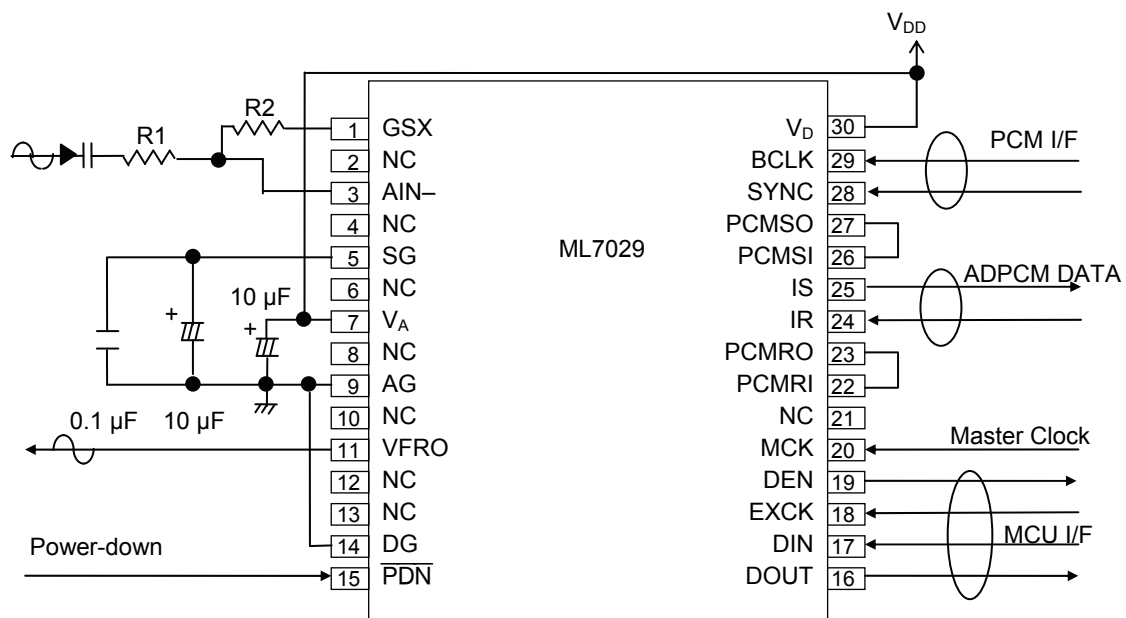 VDD
R2
R1
1 GSX
2 NC
3 AIN–
4 NC
5 SG
6 NC
7 VA
8 NC
9 AG
10 NC
11 VFRO
12 NC
13 NC
14 DG
15 PDN
10 µF
+
+
0.1 µF 10 µF
Power-down
ML7029
VD 30
BCLK 29
SYNC 28
PCMSO 27
PCMSI 26
IS 25
IR 24
PCMRO 23
PCMRI 22
NC 21
MCK 20
DEN 19
EXCK 18
DIN 17
DOUT 16
PCM I/F
ADPCM DATA
Master Clock
MCU I/F